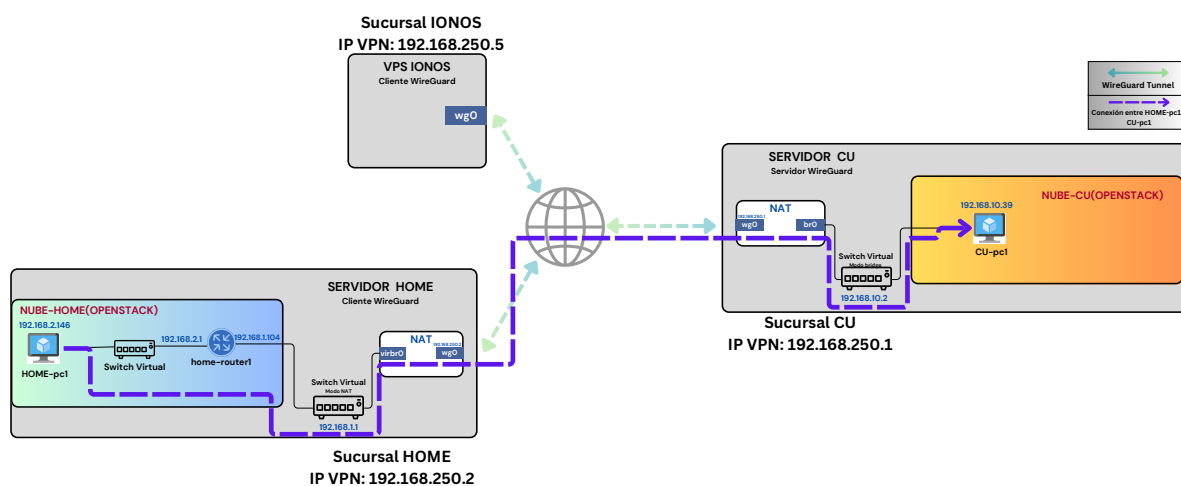 Sucursal IONOS
IP VPN: 192.168.250.5
VPS IONOS
Cliente WireGuard
wg0
WireGuard Tunnel
Conexión entre HOME-pc1
CU-pc1
SERVIDOR CU
Servidor WireGuard
NUBE-CU(OPENSTACK)
NAT
192.168.250.1
wg0
br0
192.168.10.39
CU-pc1
Switch Virtual
Modo bridge
192.168.10.2
Sucursal CU
IP VPN: 192.168.250.1
SERVIDOR HOME
Cliente WireGuard
NUBE-HOME(OPENSTACK)
192.168.2.146
HOME-pc1
Switch Virtual
192.168.2.1
home-router1
192.168.1.104
NAT
192.168.250.2
virbr0
wg0
Switch Virtual
Modo NAT
192.168.1.1
Sucursal HOME
IP VPN: 192.168.250.2